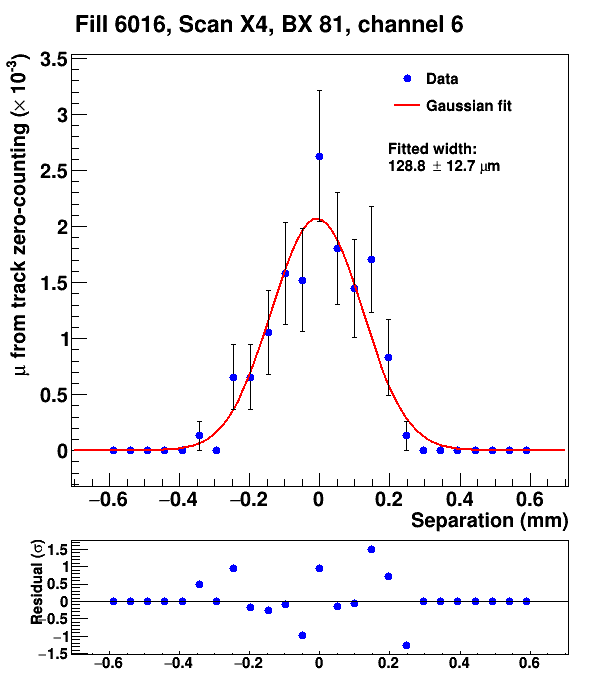 Fill 6016, Scan X4, BX 81, channel 6
μ from track zero-counting (× 10⁻³)
3.5
3
2.5
2
1.5
1
0.5
0
Data
Gaussian fit
Fitted width:
128.8 ± 12.7 μm
−0.6 −0.4 −0.2 0 0.2 0.4 0.6
Separation (mm)
Residual (σ)
1.5
1
0.5
0
−0.5
−1
−1.5
−0.6 −0.4 −0.2 0 0.2 0.4 0.6